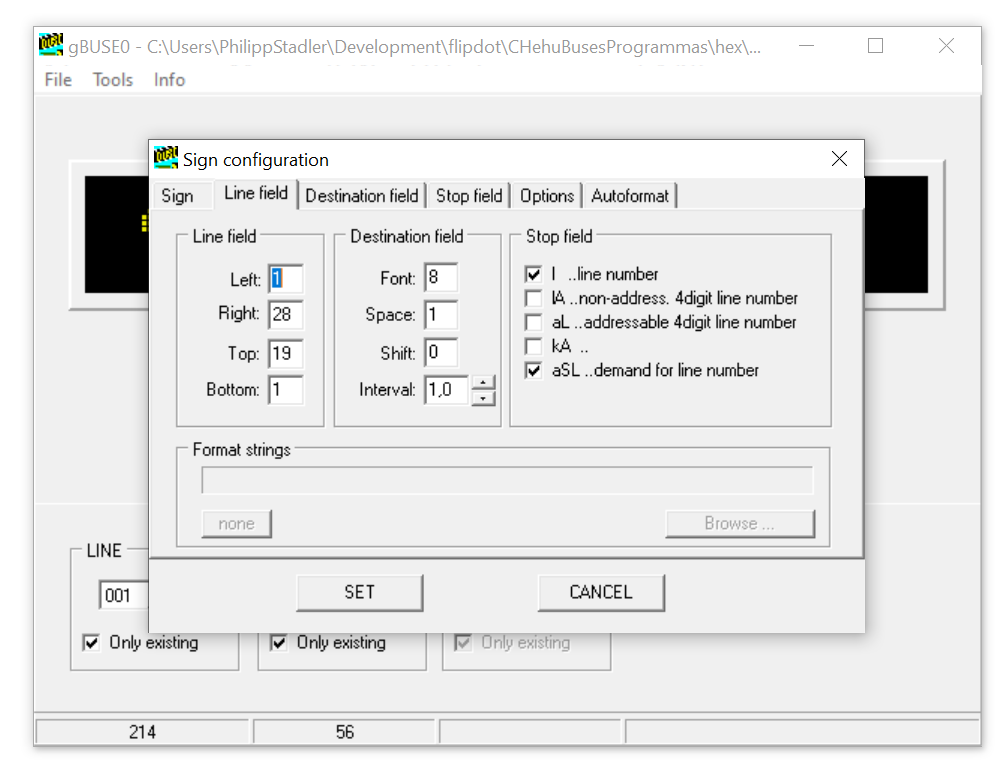 gBUSE0 - C:\Users\PhilippStadler\Development\flipdot\CHehuBusesProgrammas\hex\...
File Tools Info
Sign configuration
Sign Line field Destination field Stop field Options Autoformat
Line field
Left: 1
Right: 28
Top: 19
Bottom: 1
Destination field
Font: 8
Space: 1
Shift: 0
Interval: 1,0
Stop field
l ..line number
lA ..non-address. 4digit line number
aL ..addressable 4digit line number
kA ..
aSL ..demand for line number
Format strings
none Browse ...
SET CANCEL
LINE
001
Only existing Only existing Only existing
214 56